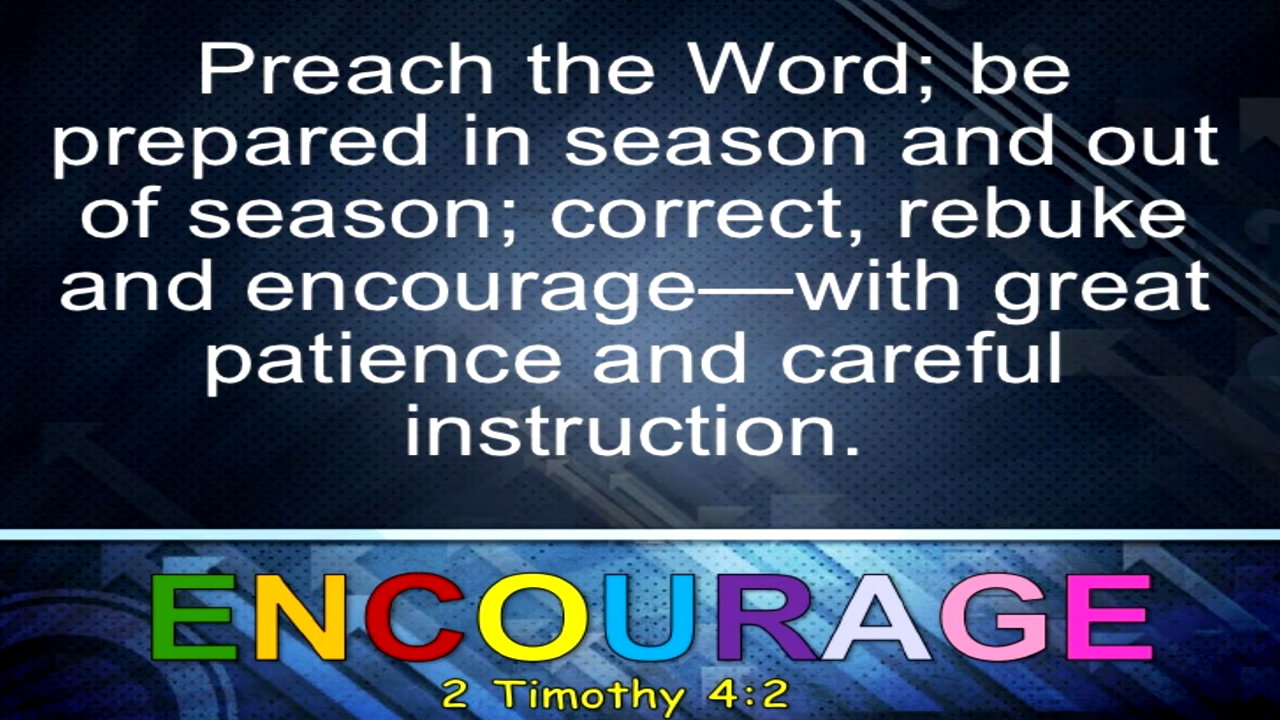 Preach the Word; be
prepared in season and out
of season; correct, rebuke
and encourage—with great
patience and careful
instruction.
ENCOURAGE
2 Timothy 4:2